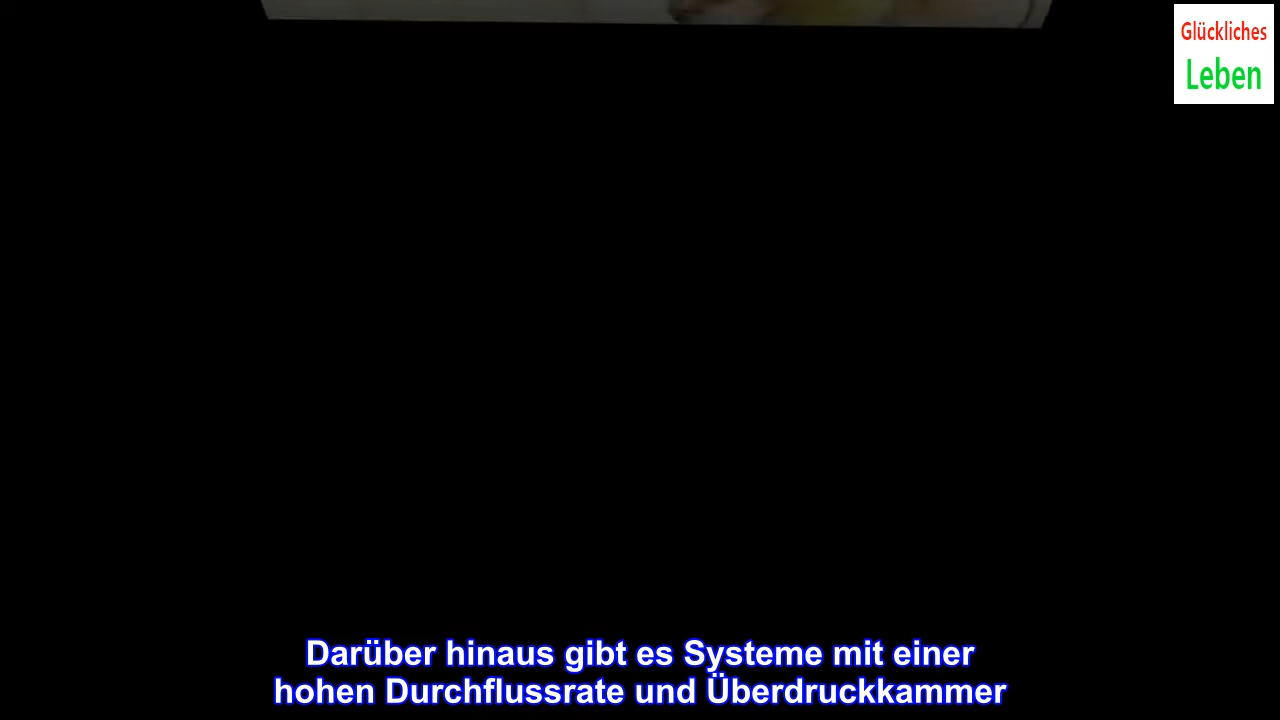 Glückliches
Leben
Darüber hinaus gibt es Systeme mit einer
hohen Durchflussrate und Überdruckkammer